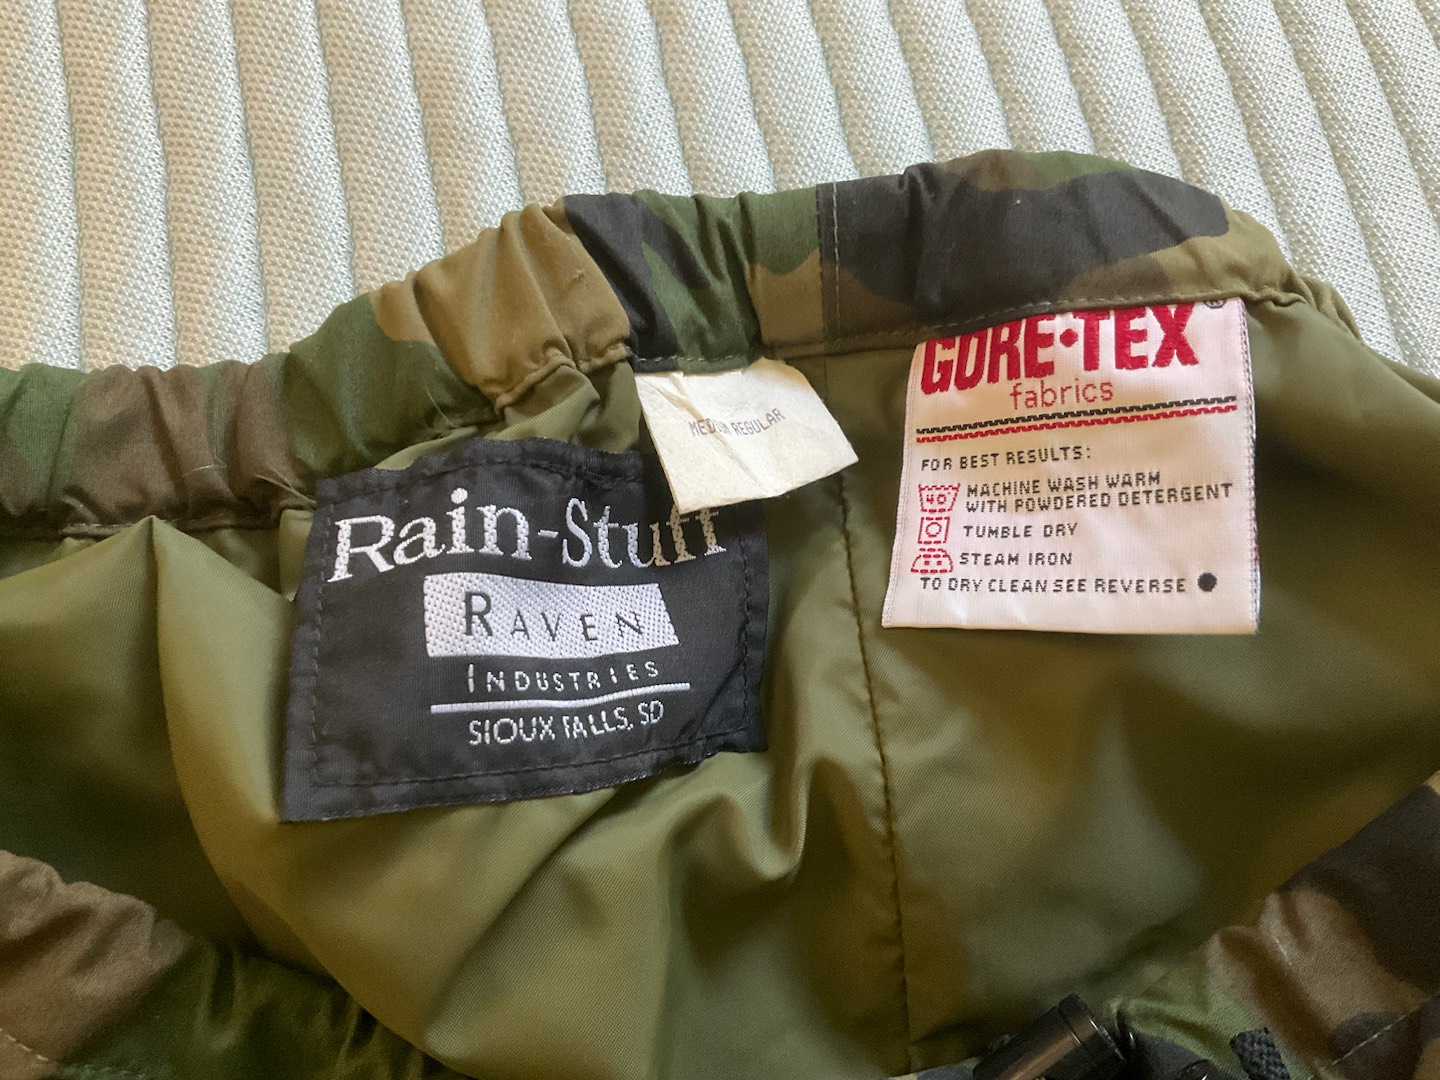 Rain-Stuff
RAVEN
INDUSTRIES
SIOUX FALLS, SD
MEDIUM REGULAR
GORE-TEX®
fabrics
FOR BEST RESULTS:
40 MACHINE WASH WARM
WITH POWDERED DETERGENT
TUMBLE DRY
STEAM IRON
TO DRY CLEAN SEE REVERSE ●